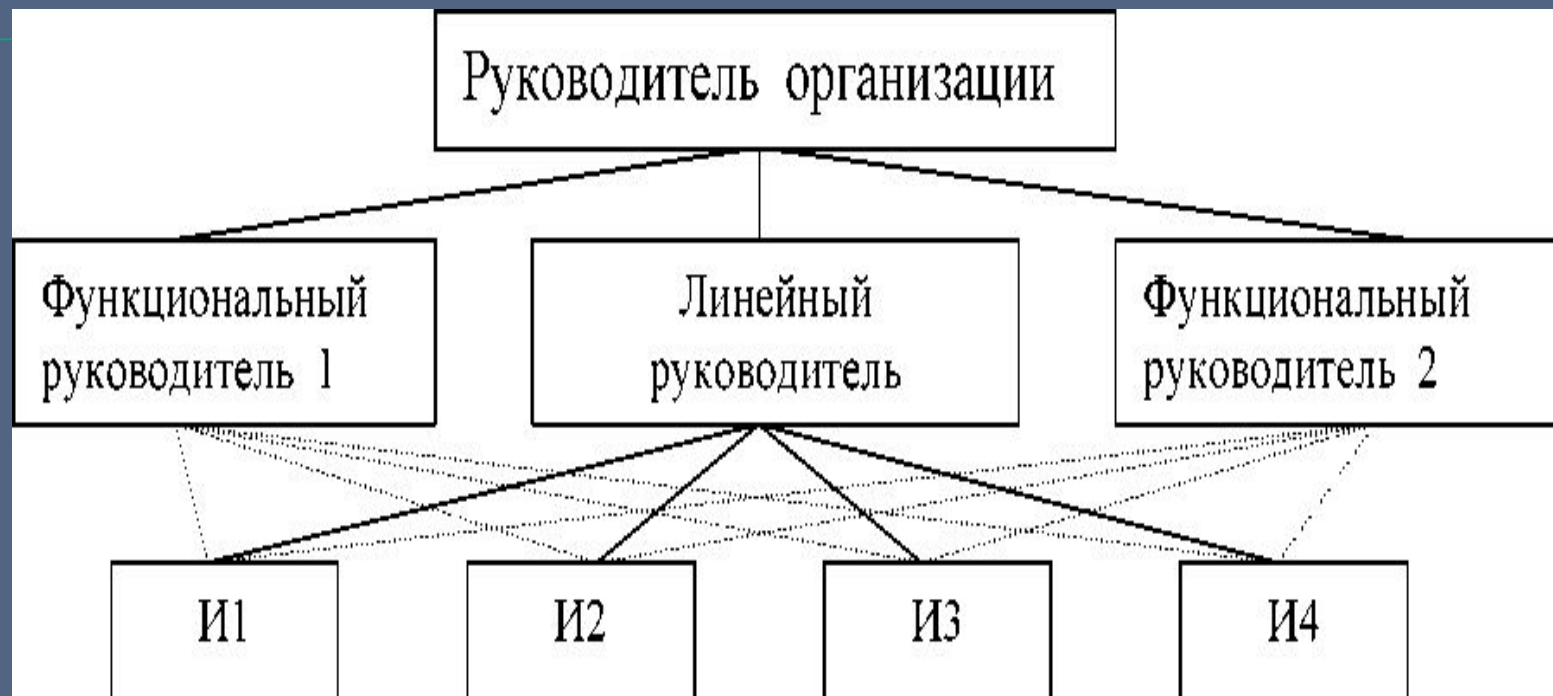 Руководитель организации
Функциональный
руководитель 1
Линейный
руководитель
Функциональный
руководитель 2
И1
И2
И3
И4